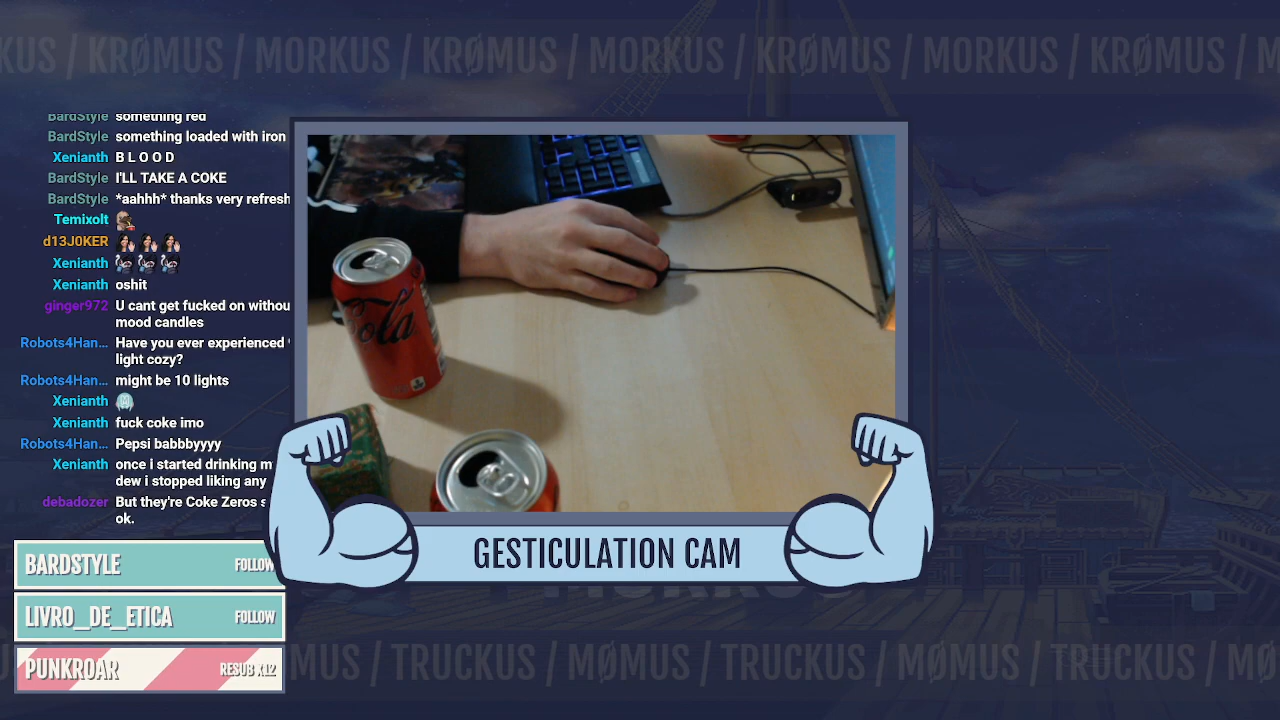 KUS / KRØMUS / MORKUS / KRØMUS / MORKUS / KRØMUS / MORKUS / KRØMUS / M
BardStyle something red
BardStyle something loaded with iron
Xenianth B L O O D
BardStyle I'LL TAKE A COKE
BardStyle *aahhh* thanks very refresh
Temixolt
d13J0KER
Xenianth
Xenianth oshit
ginger972 U cant get fucked on withou
mood candles
Robots4Han... Have you ever experienced
light cozy?
Robots4Han... might be 10 lights
Xenianth
Xenianth fuck coke imo
Robots4Han... Pepsi babbbyyyy
Xenianth once i started drinking m
dew i stopped liking any
debadozer But they're Coke Zeros s
ok.
Cola
GESTICULATION CAM
BARDSTYLE FOLLOW
LIVRO_DE_ETICA FOLLOW
PUNKROAR RESUB X12
MORKUS
MUS / TRUCKUS / MØMUS / TRUCKUS / MØMUS / TRUCKUS / MØ